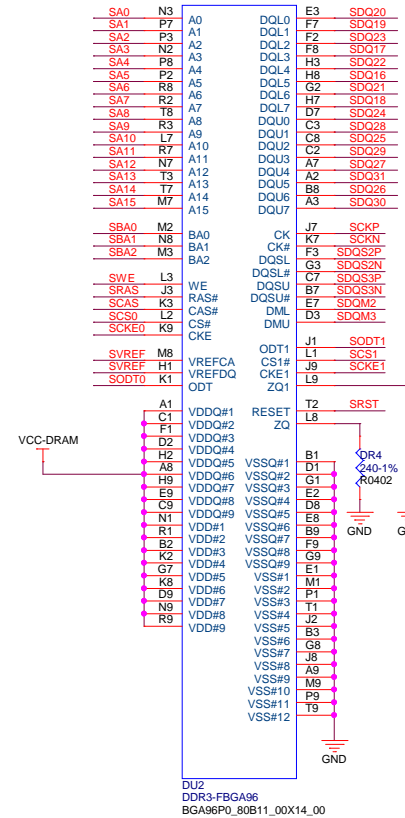 SA0 N3 A0 DQL0 E3 SDQ20
SA1 P7 A1 DQL1 F7 SDQ19
SA2 P3 A2 DQL2 F2 SDQ23
SA3 N2 A3 DQL3 F8 SDQ17
SA4 P8 A4 DQL4 H3 SDQ22
SA5 P2 A5 DQL5 H8 SDQ16
SA6 R8 A6 DQL6 G2 SDQ21
SA7 R2 A7 DQL7 H7 SDQ18
SA8 T8 A8 DQU0 D7 SDQ24
SA9 R3 A9 DQU1 C3 SDQ28
SA10 L7 A10 DQU2 C8 SDQ25
SA11 R7 A11 DQU3 C2 SDQ29
SA12 N7 A12 DQU4 A7 SDQ27
SA13 T3 A13 DQU5 A2 SDQ31
SA14 T7 A14 DQU6 B8 SDQ26
SA15 M7 A15 DQU7 A3 SDQ30
SBA0 M2 BA0 CK J7 SCKP
SBA1 N8 BA1 CK# K7 SCKN
SBA2 M3 BA2 DQSL F3 SDQS2P
DQSL# G3 SDQS2N
SWE L3 WE DQSU C7 SDQS3P
SRAS J3 RAS# DQSU# B7 SDQS3N
SCAS K3 CAS# DML E7 SDQM2
SCS0 L2 CS# DMU D3 SDQM3
SCKE0 K9 CKE
ODT1 J1 SODT1
SVREF M8 VREFCA CS1# L1 SCS1
SVREF H1 VREFDQ CKE1 J9 SCKE1
SODT0 K1 ODT ZQ1 L9
A1 VDDQ#1 RESET T2 SRST
C1 VDDQ#2 ZQ L8
F1 VDDQ#3
D2 VDDQ#4
VCC-DRAM
H2 VDDQ#5 VSSQ#1 B1 DR4
A8 VDDQ#6 VSSQ#2 D1 240-1%
H9 VDDQ#7 VSSQ#3 G1 R0402
E9 VDDQ#8 VSSQ#4 E2
C9 VDDQ#9 VSSQ#5 D8
N1 VDD#1 VSSQ#6 E8
R1 VDD#2 VSSQ#7 B9 GND G
B2 VDD#3 VSSQ#8 F9
K2 VDD#4 VSSQ#9 G9
G7 VDD#5 VSS#1 E1
K8 VDD#6 VSS#2 M1
D9 VDD#7 VSS#3 P1
N9 VDD#8 VSS#4 T1
R9 VDD#9 VSS#5 J2
VSS#6 B3
VSS#7 G8
VSS#8 J8
VSS#9 A9
VSS#10 M9
VSS#11 P9
VSS#12 T9
GND
DU2
DDR3-FBGA96
BGA96P0_80B11_00X14_00